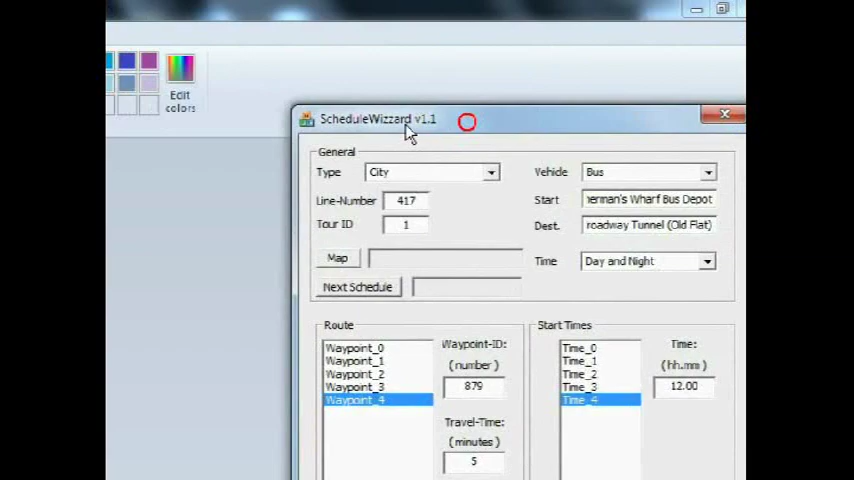 Edit
colors
ScheduleWizzard v1.1
General
Type City Vehicle Bus
Line-Number 417 Start herman's Wharf Bus Depot
Tour ID 1 Dest. roadway Tunnel (Old Flat)
Map Time Day and Night
Next Schedule
Route Start Times
Waypoint_0 Waypoint-ID: Time_0 Time:
Waypoint_1 Time_1
Waypoint_2 (number) Time_2 (hh.mm)
Waypoint_3 879 Time_3 12.00
Waypoint_4 Time_4
Travel-Time:
(minutes)
5